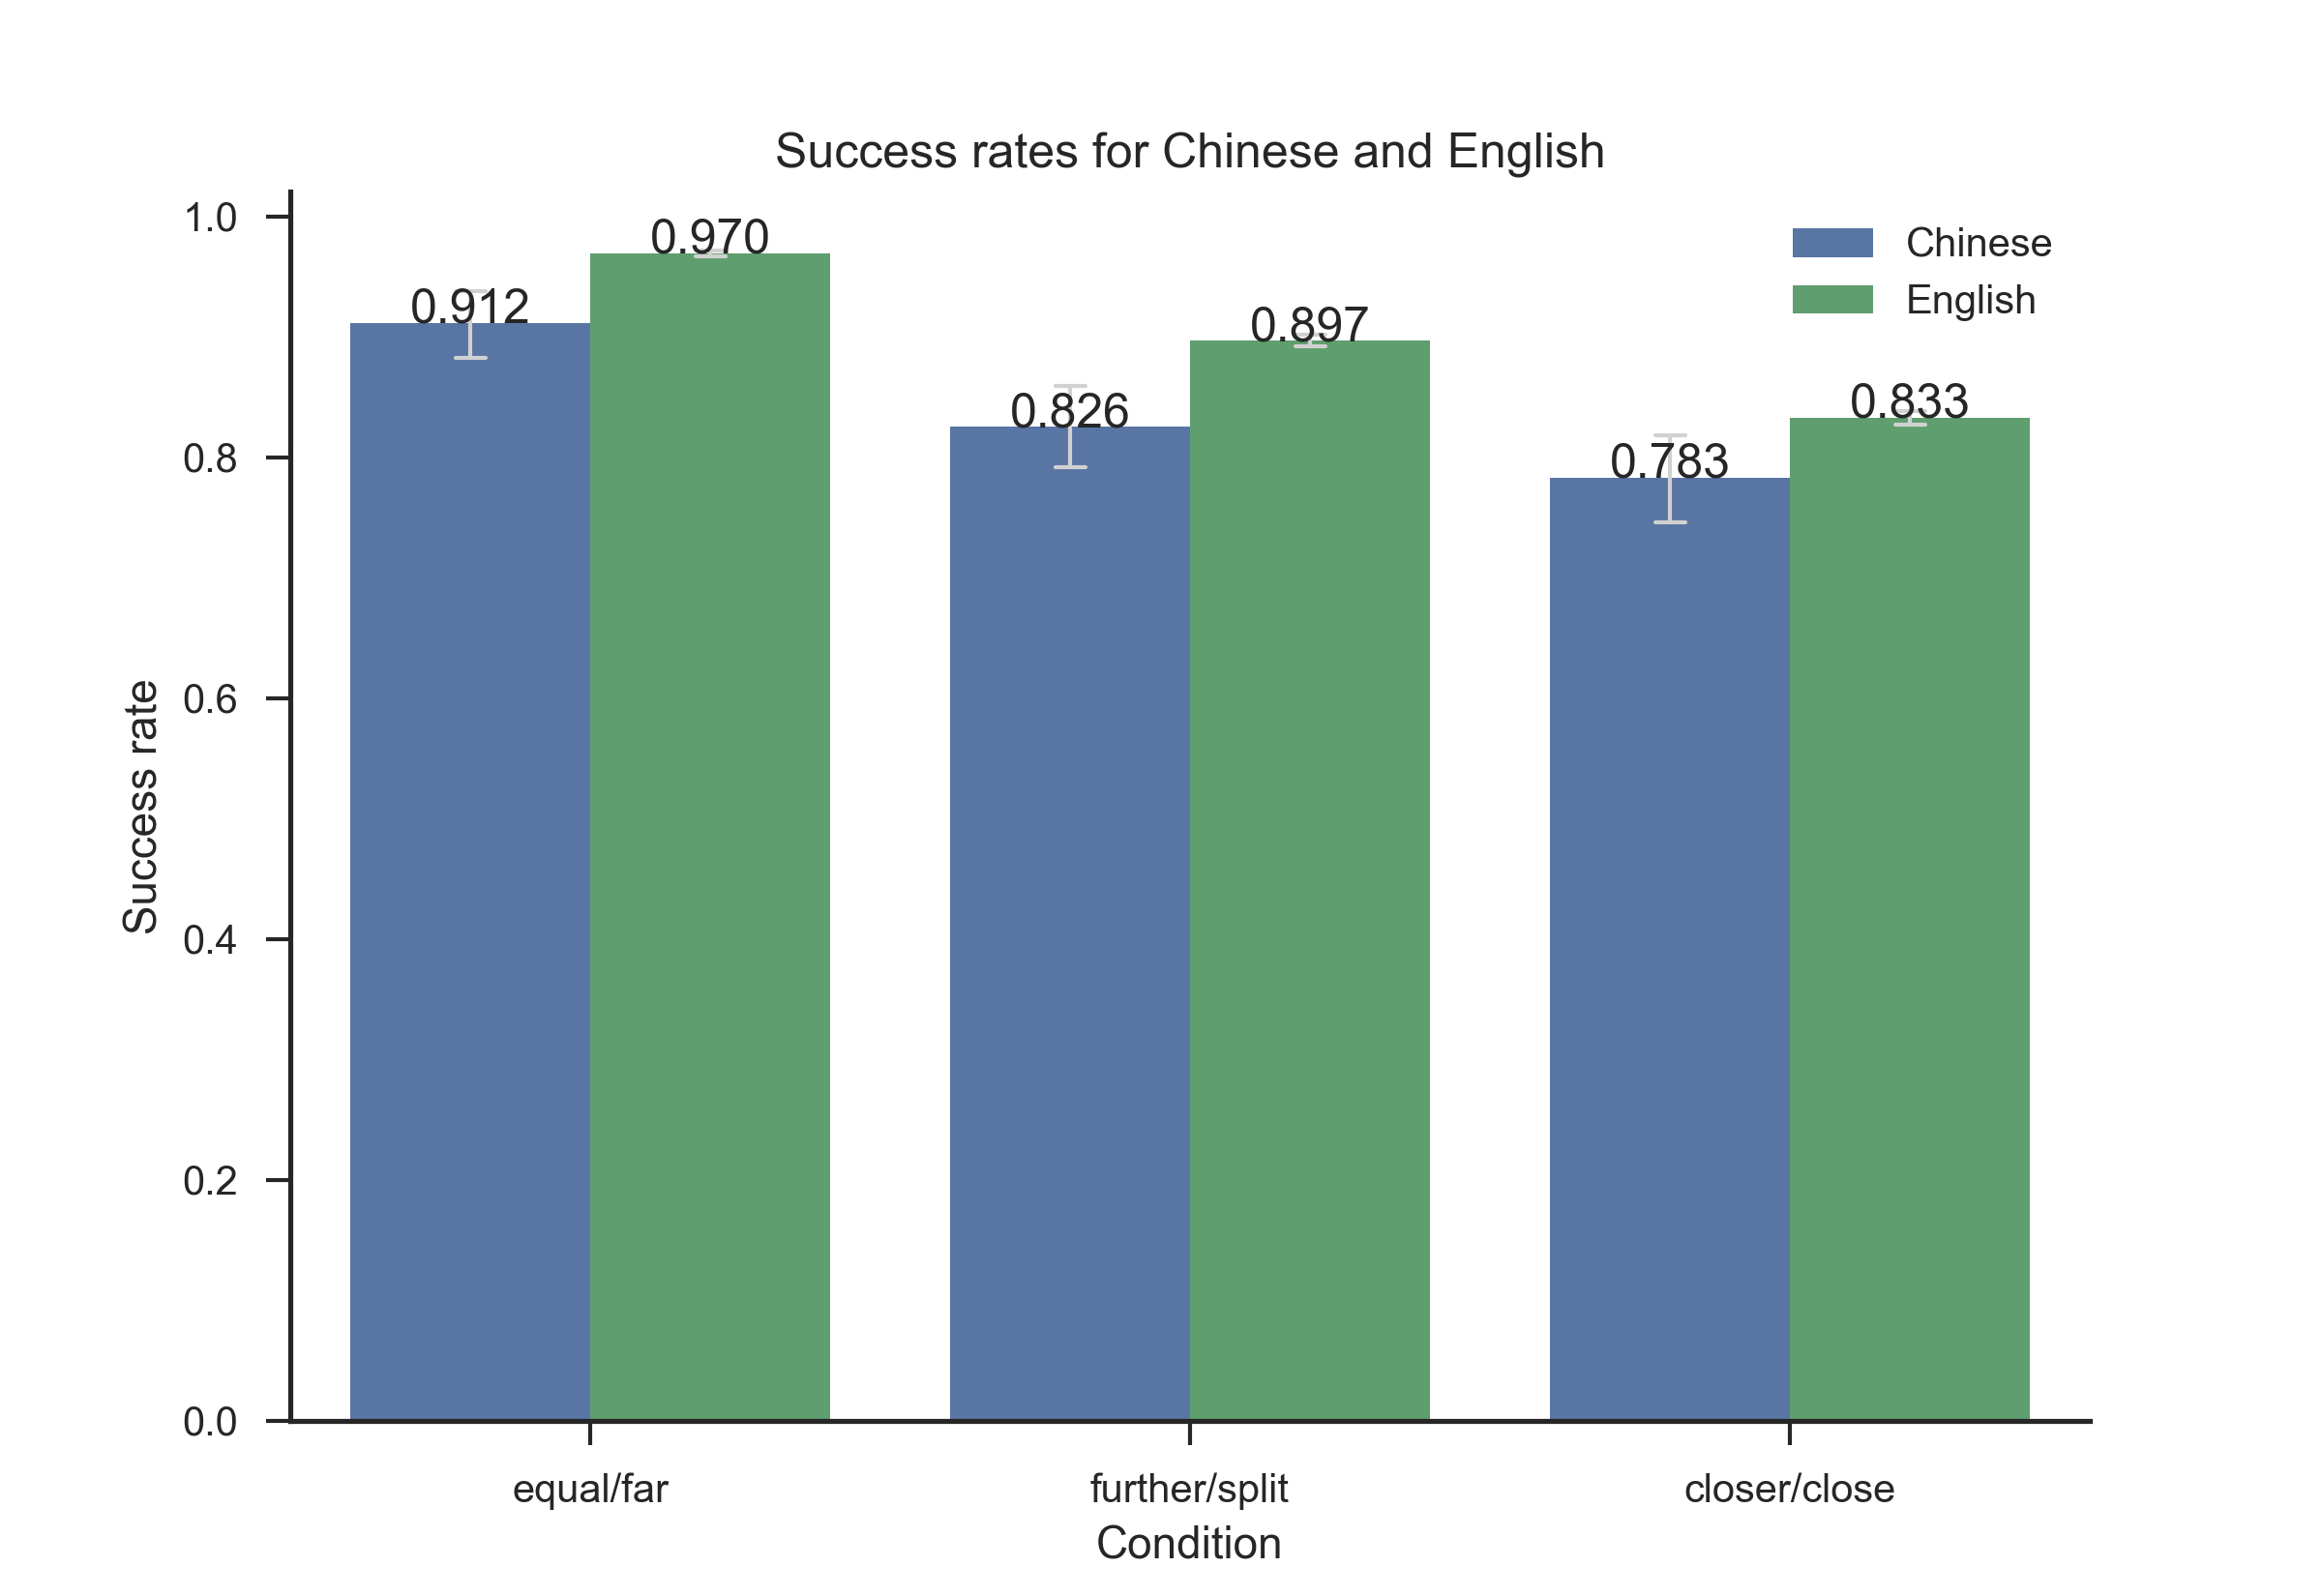 Success rates for Chinese and English
1.0
0.8
0.6
0.4
0.2
0.0
Success rate
0.912
0.970
0.826
0.897
0.783
0.833
Chinese
English
equal/far
further/split
closer/close
Condition